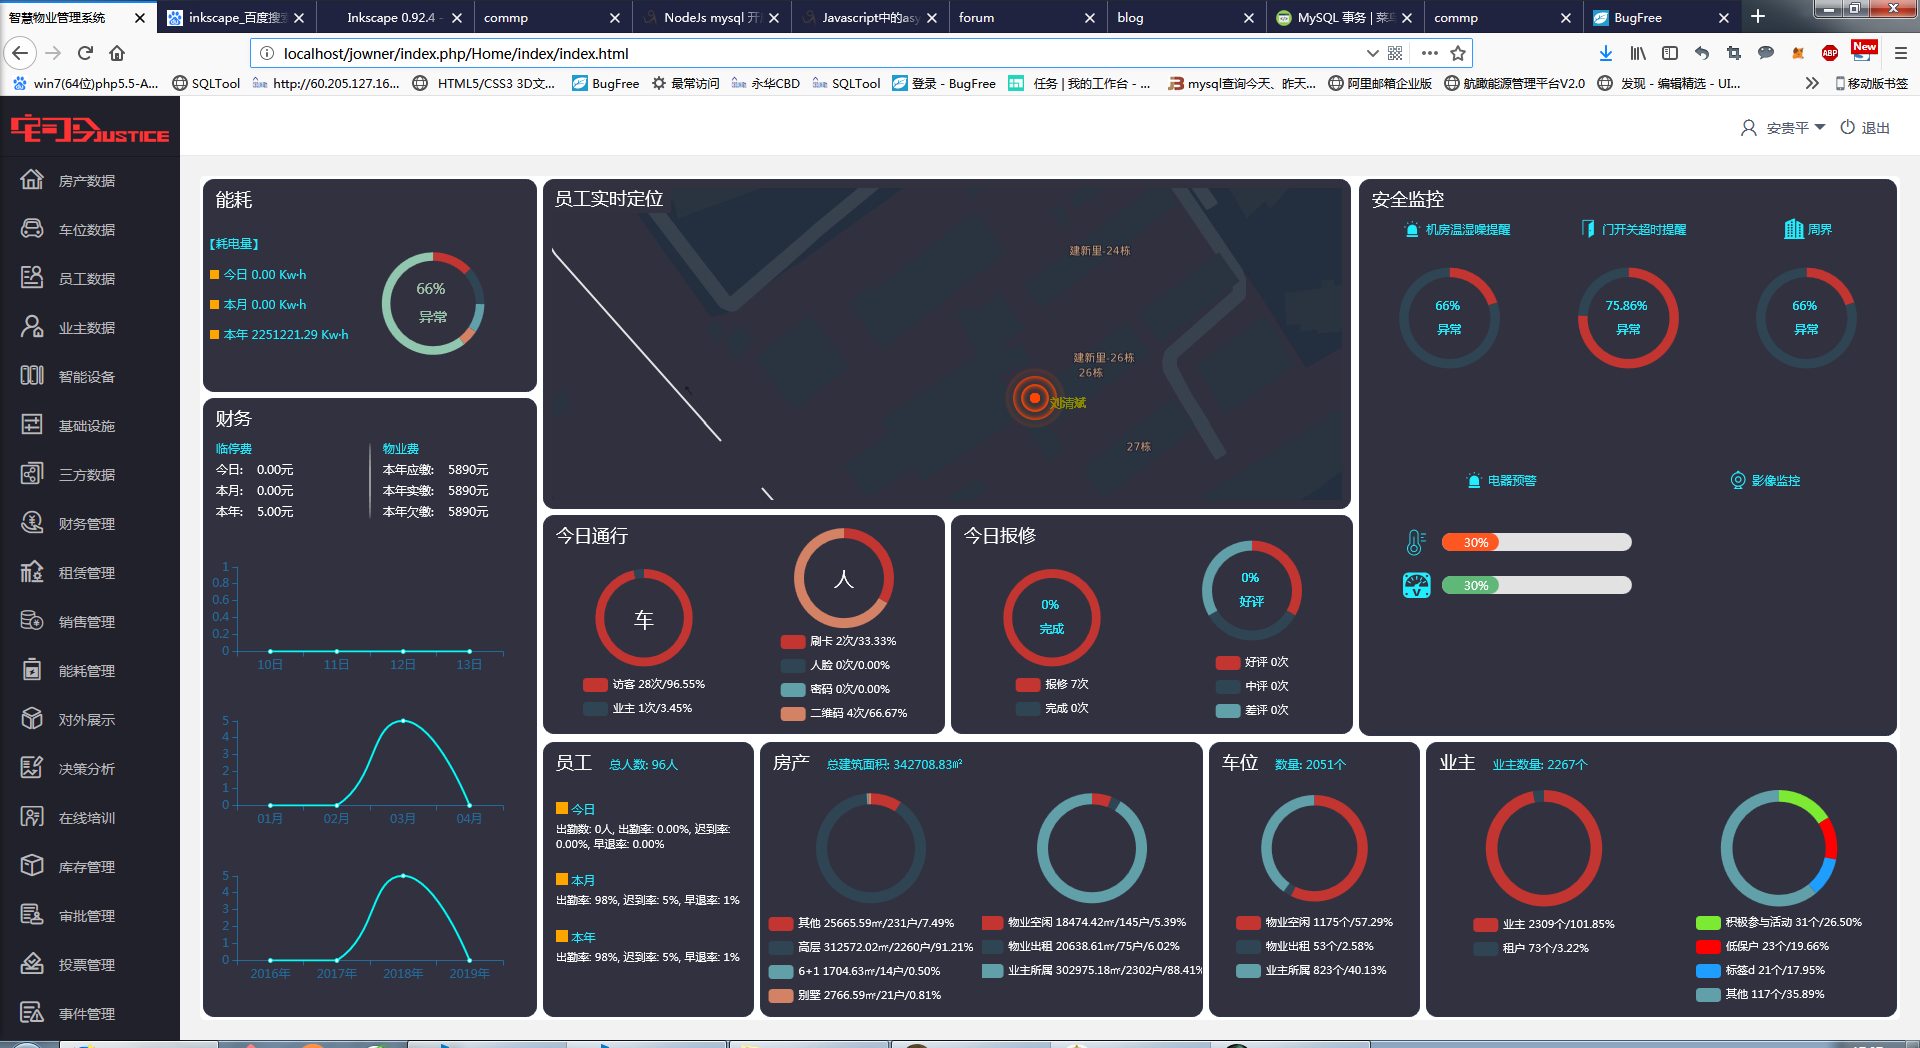 智慧物业管理系统
inkscape_百度搜
Inkscape 0.92.4 -
commp
NodeJs mysql 开
Javascript中的asy
forum
blog
MySQL 事务 | 菜
commp
BugFree
localhost/jowner/index.php/Home/index/index.html
New
ABP
win7(64位)php5.5-A...
SQLTool
http://60.205.127.16...
HTML5/CSS3 3D文...
BugFree
最常访问
永华CBD
SQLTool
登录 - BugFree
任务 | 我的工作台 - ...
mysql查询今天、昨天...
阿里邮箱企业版
航瞰能源管理平台V2.0
发现 - 编辑精选 - UI...
移动版书签
JUSTICE
安贵平
退出
房产数据
车位数据
员工数据
业主数据
智能设备
基础设施
三方数据
财务管理
租赁管理
销售管理
能耗管理
对外展示
决策分析
在线培训
库存管理
审批管理
投票管理
事件管理
能耗
【耗电量】
今日 0.00 Kw·h
本月 0.00 Kw·h
本年 2251221.29 Kw·h
66%
异常
财务
临停费
今日: 0.00元
本月: 0.00元
本年: 5.00元
物业费
本年应缴: 5890元
本年实缴: 5890元
本年欠缴: 5890元
1
0.8
0.6
0.4
0.2
0
10日 11日 12日 13日
5
4
3
2
1
0
01月 02月 03月 04月
5
4
3
2
1
0
2016年 2017年 2018年 2019年
员工实时定位
建新里-24栋
建新里-26栋
26栋
刘清斌
27栋
安全监控
机房温湿噪提醒
门开关超时提醒
周界
66%
异常
75.86%
异常
66%
异常
电器预警
影像监控
30%
V
30%
今日通行
车
访客 28次/96.55%
业主 1次/3.45%
人
刷卡 2次/33.33%
人脸 0次/0.00%
密码 0次/0.00%
二维码 4次/66.67%
今日报修
0%
完成
报修 7次
完成 0次
0%
好评
好评 0次
中评 0次
差评 0次
员工 总人数: 96人
今日
出勤数: 0人, 出勤率: 0.00%, 迟到率:
0.00%, 早退率: 0.00%
本月
出勤率: 98%, 迟到率: 5%, 早退率: 1%
本年
出勤率: 98%, 迟到率: 5%, 早退率: 1%
房产 总建筑面积: 342708.83㎡
其他 25665.59㎡/231户/7.49%
高层 312572.02㎡/2260户/91.21%
6+1 1704.63㎡/14户/0.50%
别墅 2766.59㎡/21户/0.81%
物业空闲 18474.42㎡/145户/5.39%
物业出租 20638.61㎡/75户/6.02%
业主所属 302975.18㎡/2302户/88.41%
车位 数量: 2051个
物业空闲 1175个/57.29%
物业出租 53个/2.58%
业主所属 823个/40.13%
业主 业主数量: 2267个
业主 2309个/101.85%
租户 73个/3.22%
积极参与活动 31个/26.50%
低保户 23个/19.66%
标签d 21个/17.95%
其他 117个/35.89%